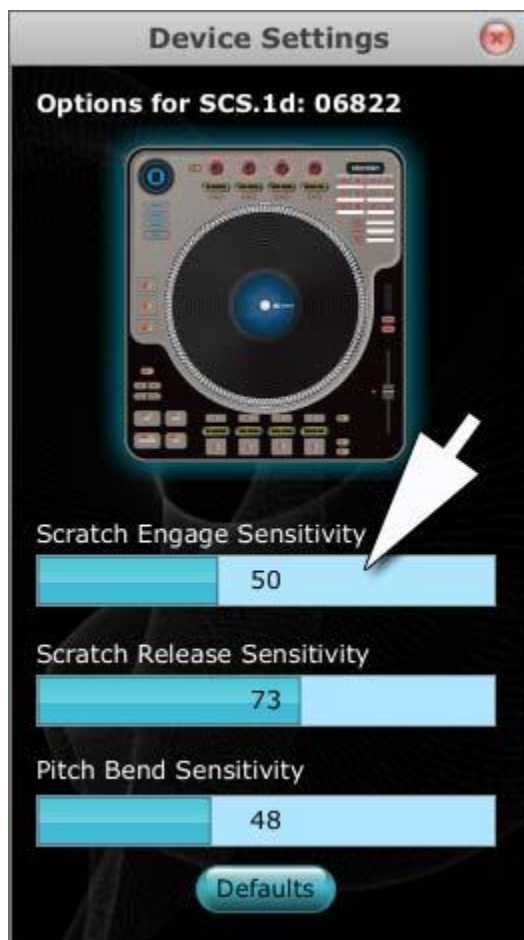 Device Settings
Options for SCS.1d: 06822
Scratch Engage Sensitivity
50
Scratch Release Sensitivity
73
Pitch Bend Sensitivity
48
Defaults